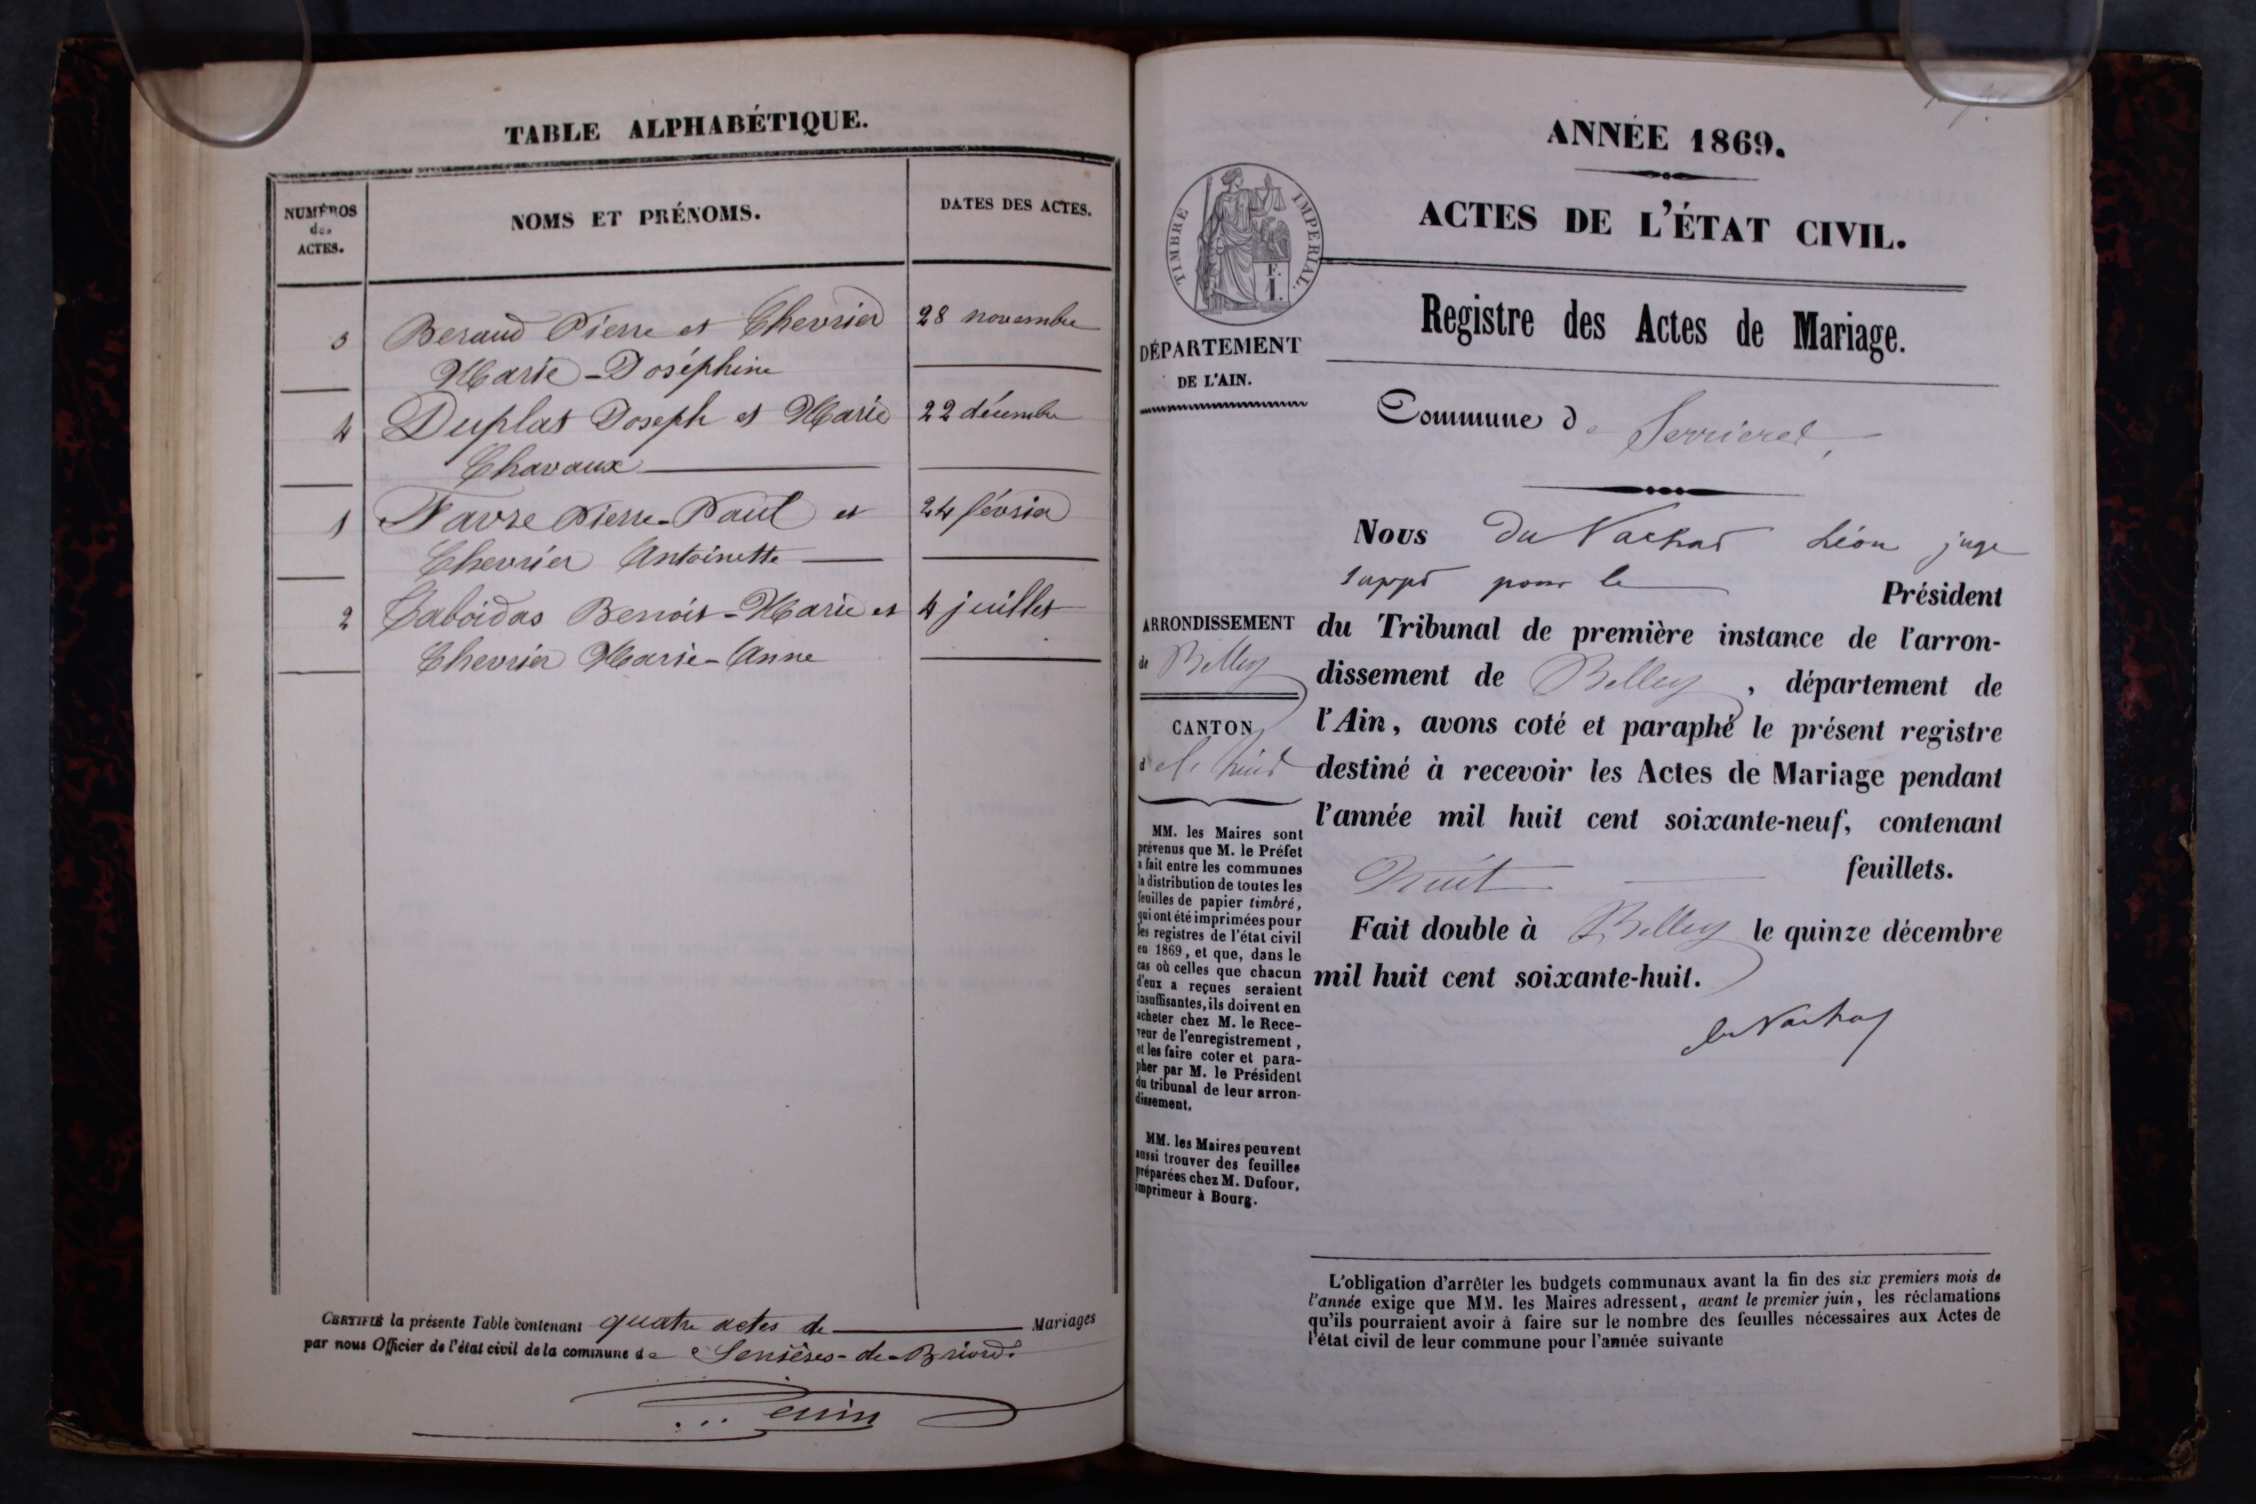 TABLE ALPHABÉTIQUE.
NUMÉROS
des
ACTES.
NOMS ET PRÉNOMS.
DATES DES ACTES.
3 Beraud Pierre et Chevrier 28 novembre
Marie-Joséphine
4 Duplat Joseph et Marie 22 décembre
Chavaux
1 Favre Pierre-Paul et 24 février
Chevrier Antoinette
2 Benoit-Marie et 4 juillet
Chevrier Marie-Anne
CERTIFIÉ la présente Table contenant quatre actes de Mariages
par nous Officier de l'état civil de la commune de Serrières-de-Briord.
ANNÉE 1869.
ACTES DE L'ÉTAT CIVIL.
TIMBRE IMPERIAL.
F.
I.
Registre des Actes de Mariage.
DÉPARTEMENT
DE L'AIN.
Commune de Serrieres
ARRONDISSEMENT
de Belley
CANTON
d
MM. les Maires sont
prévenus que M. le Préfet
a fait entre les communes
la distribution de toutes les
feuilles de papier timbré,
qui ont été imprimées pour
les registres de l'état civil
en 1869, et que, dans le
cas où celles que chacun
d'eux a reçues seraient
insuffisantes, ils doivent en
acheter chez M. le Rece-
veur de l'enregistrement,
et les faire coter et para-
pher par M. le Président
du tribunal de leur arron-
dissement.
MM. les Maires peuvent
aussi trouver des feuilles
préparées chez M. Dufour,
imprimeur à Bourg.
Nous du Nachat Léon juge
suppt pour le Président
du Tribunal de première instance de l'arron-
dissement de Belley, département de
l'Ain, avons coté et paraphé le présent registre
destiné à recevoir les Actes de Mariage pendant
l'année mil huit cent soixante-neuf, contenant
huit feuillets.
Fait double à Belley le quinze décembre
mil huit cent soixante-huit.
du Nachat
L'obligation d'arrêter les budgets communaux avant la fin des six premiers mois de
l'année exige que MM. les Maires adressent, avant le premier juin, les réclamations
qu'ils pourraient avoir à faire sur le nombre des feuilles nécessaires aux Actes de
l'état civil de leur commune pour l'année suivante